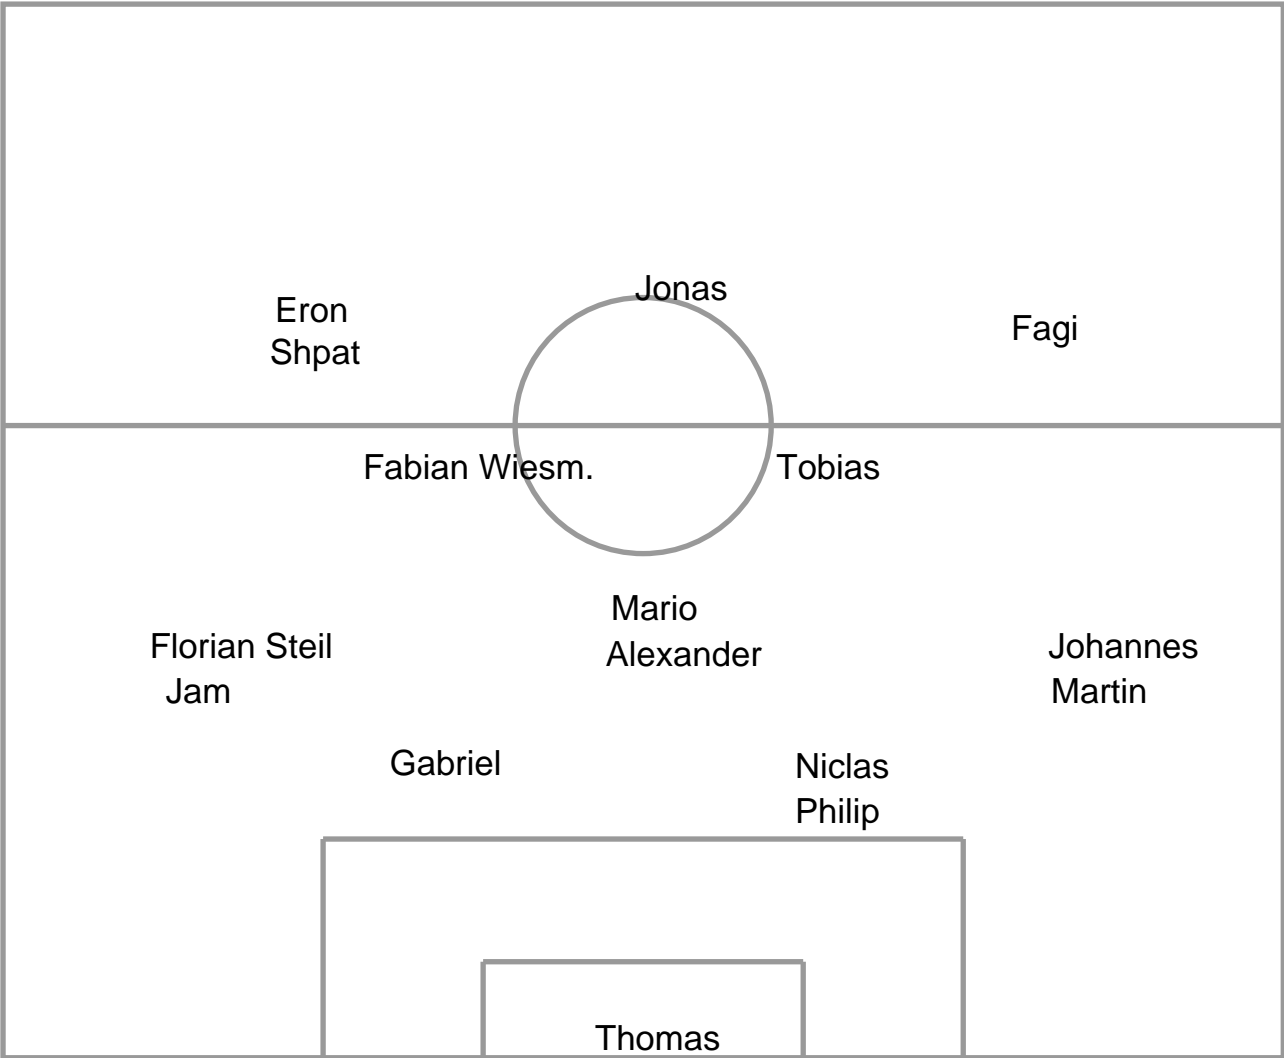 Jonas
Eron
Shpat
Fagi
Fabian Wiesm.
Tobias
Mario
Alexander
Florian Steil
Jam
Johannes
Martin
Gabriel
Niclas
Philip
Thomas